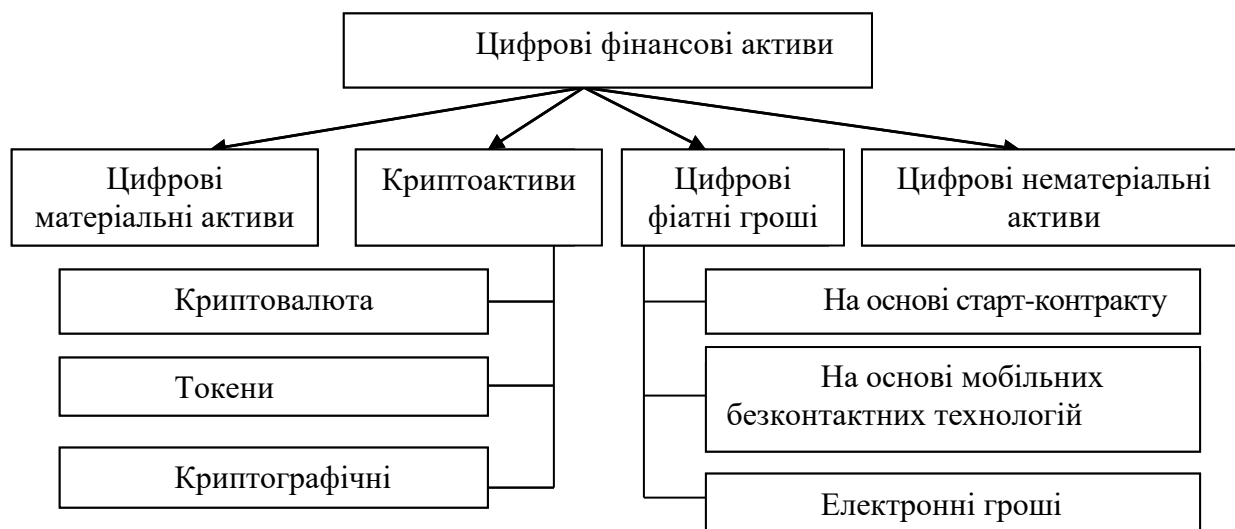 Цифрові фінансові активи
Цифрові
матеріальні активи
Криптоактиви
Цифрові
фіатні гроші
Цифрові нематеріальні
активи
Криптовалюта
Токени
Криптографічні
На основі старт-контракту
На основі мобільних
безконтактних технологій
Електронні гроші